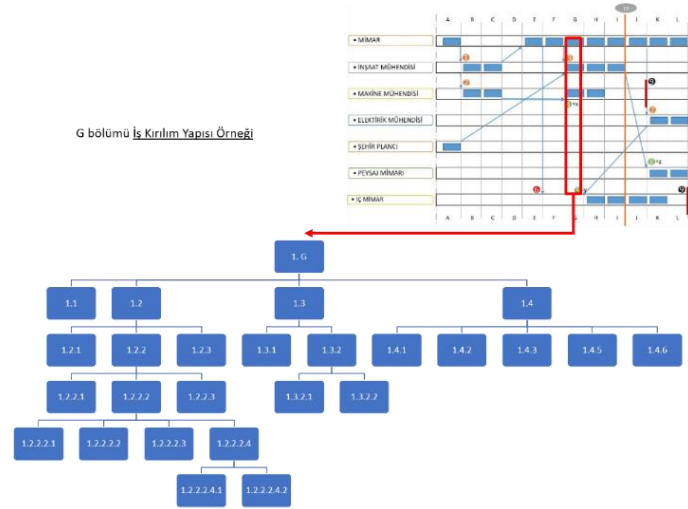 A B C D E F G H I J K L
• MİMAR
• İNŞAAT MÜHENDİSİ
• MAKİNE MÜHENDİSİ
• ELEKTİRİK MÜHENDİSİ
• ŞEHİR PLANCI
• PEYSAJ MİMARI
• İÇ MİMAR
A B C D E F G H I J K L
G bölümü İş Kırılım Yapısı Örneği
1. G
1.1 1.2 1.3 1.4
1.2.1 1.2.2 1.2.3 1.3.1 1.3.2 1.4.1 1.4.2 1.4.3 1.4.5 1.4.6
1.2.2.1 1.2.2.2 1.2.2.3 1.3.2.1 1.3.2.2
1.2.2.2.1 1.2.2.2.2 1.2.2.2.3 1.2.2.2.4
1.2.2.2.4.1 1.2.2.2.4.2